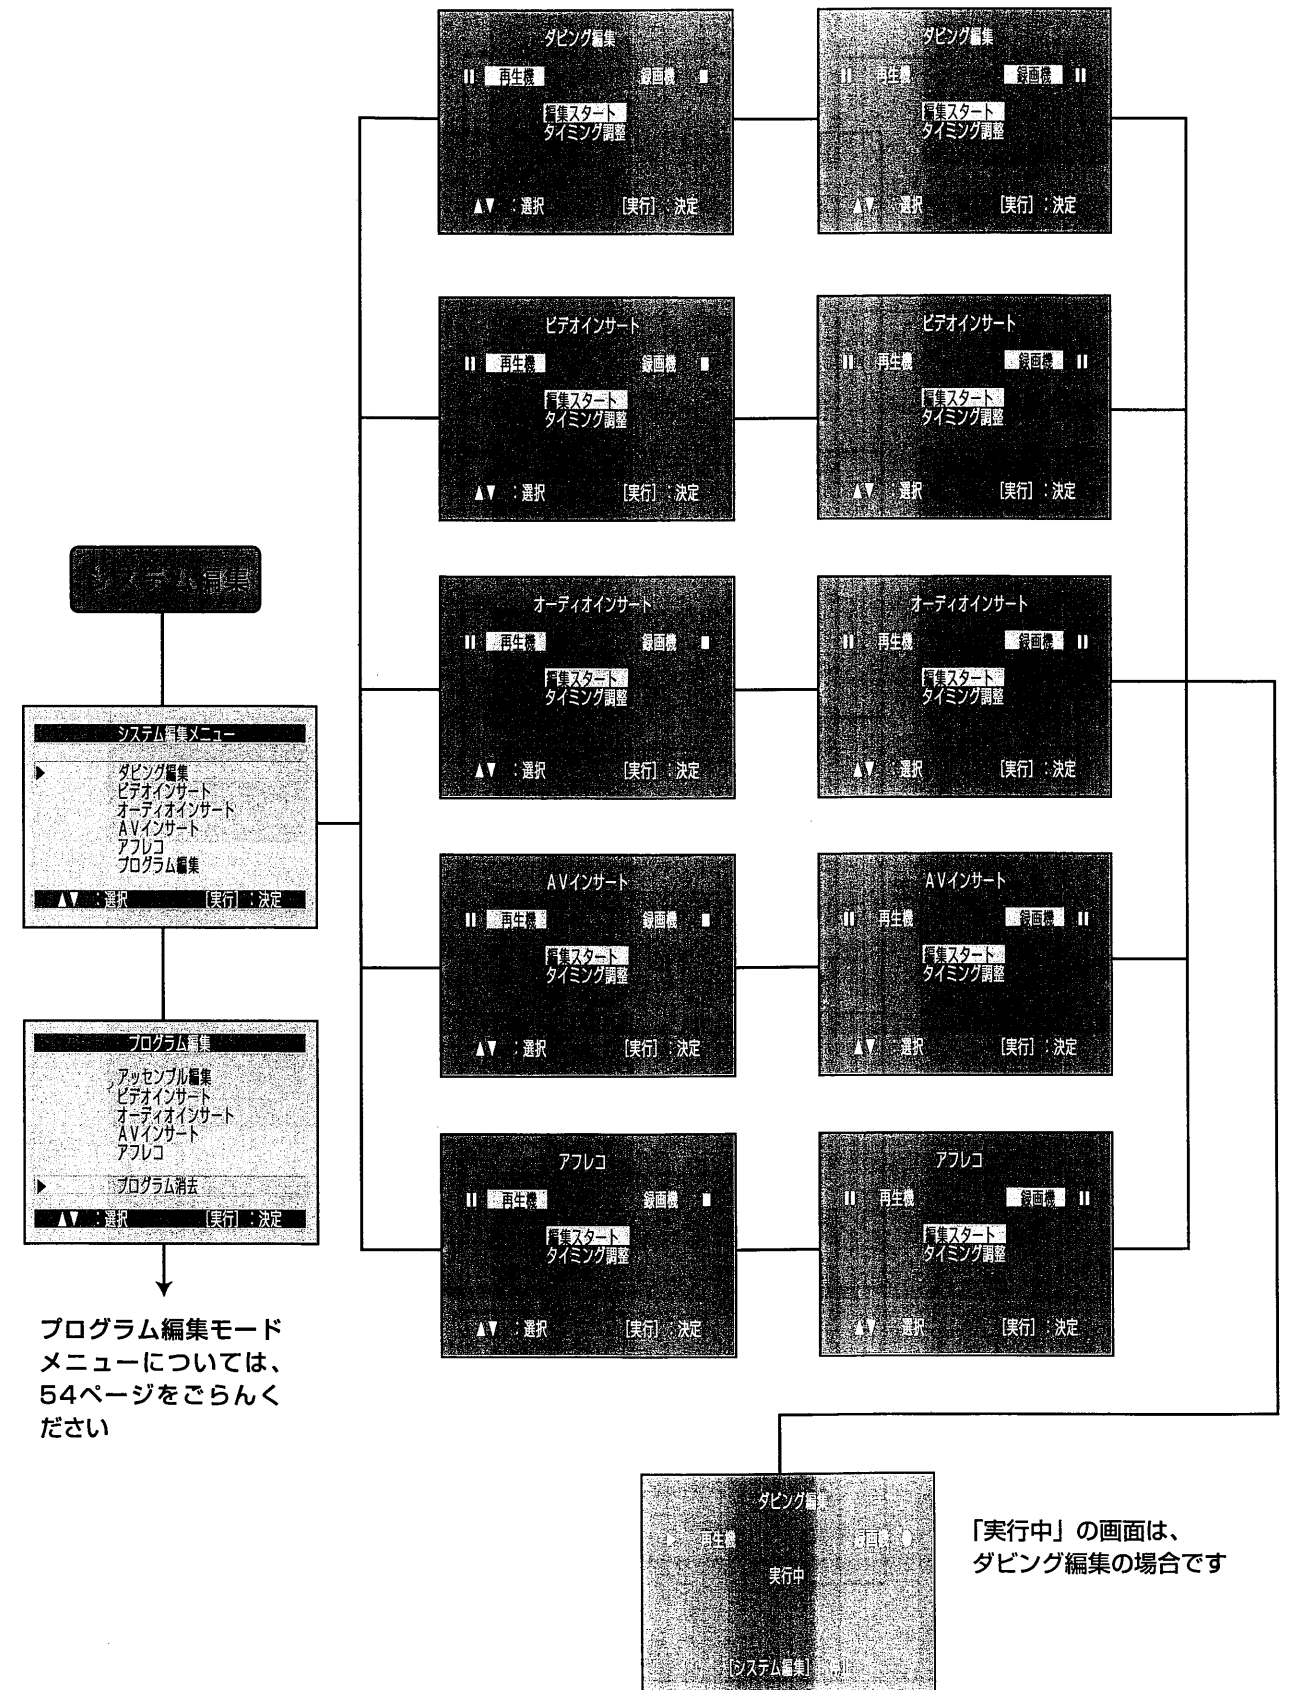 ダビング編集
再生機 録画機
編集スタート
タイミング調整
▲▼ :選択 [実行] :決定
ダビング編集
再生機 録画機
編集スタート
タイミング調整
▲▼ :選択 [実行] :決定
ビデオインサート
再生機 録画機
編集スタート
タイミング調整
▲▼ :選択 [実行] :決定
ビデオインサート
再生機 録画機
編集スタート
タイミング調整
▲▼ :選択 [実行] :決定
システム編集
オーディオインサート
再生機 録画機
編集スタート
タイミング調整
▲▼ :選択 [実行] :決定
オーディオインサート
再生機 録画機
編集スタート
タイミング調整
▲▼ :選択 [実行] :決定
システム編集メニュー
ダビング編集
ビデオインサート
オーディオインサート
AVインサート
アフレコ
プログラム編集
▲▼ :選択 [実行] :決定
AVインサート
再生機 録画機
編集スタート
タイミング調整
▲▼ :選択 [実行] :決定
AVインサート
再生機 録画機
編集スタート
タイミング調整
▲▼ :選択 [実行] :決定
プログラム編集
アッセンブル編集
ビデオインサート
オーディオインサート
AVインサート
アフレコ
プログラム消去
▲▼ :選択 [実行] :決定
アフレコ
再生機 録画機
編集スタート
タイミング調整
▲▼ :選択 [実行] :決定
アフレコ
再生機 録画機
編集スタート
タイミング調整
▲▼ :選択 [実行] :決定
プログラム編集モード
メニューについては、
54ページをごらんく
ださい
ダビング編集
再生機 録画機
実行中
[システム編集]
「実行中」の画面は、
ダビング編集の場合です